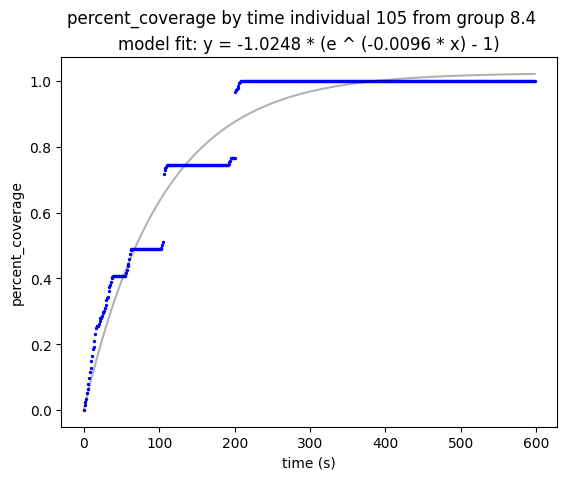 percent_coverage by time individual 105 from group 8.4
model fit: y = -1.0248 * (e ^ (-0.0096 * x) - 1)
percent_coverage
1.0
0.8
0.6
0.4
0.2
0.0
0 100 200 300 400 500 600
time (s)